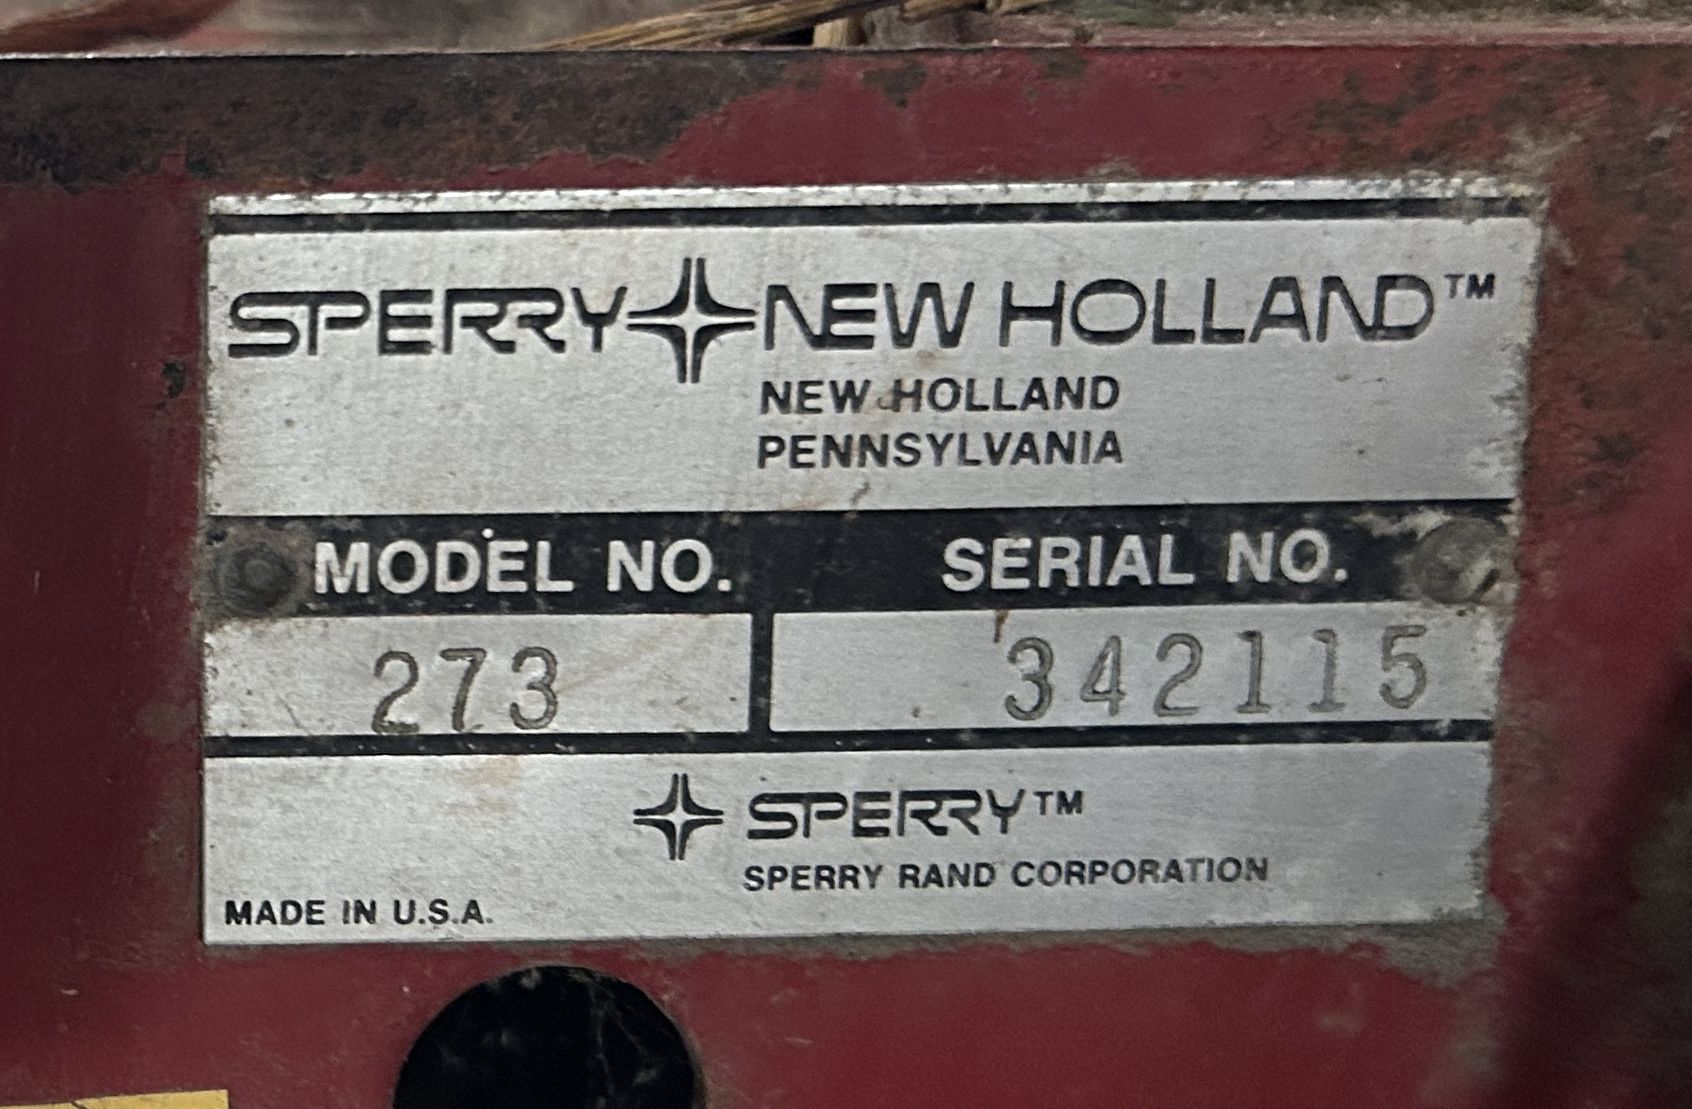 SPERRY NEW HOLLAND™
NEW HOLLAND
PENNSYLVANIA
MODEL NO. SERIAL NO.
273 342115
SPERRY™
SPERRY RAND CORPORATION
MADE IN U.S.A.